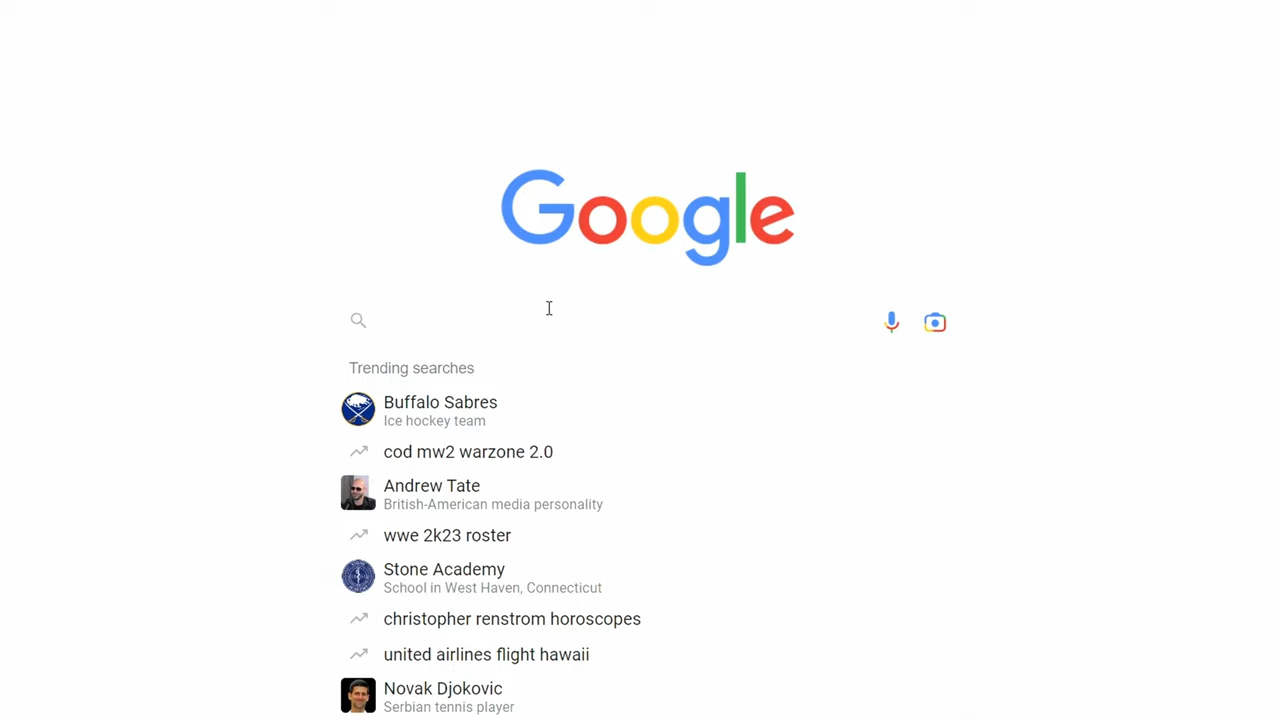 Google
Trending searches
Buffalo Sabres
Ice hockey team
cod mw2 warzone 2.0
Andrew Tate
British-American media personality
wwe 2k23 roster
Stone Academy
School in West Haven, Connecticut
christopher renstrom horoscopes
united airlines flight hawaii
Novak Djokovic
Serbian tennis player